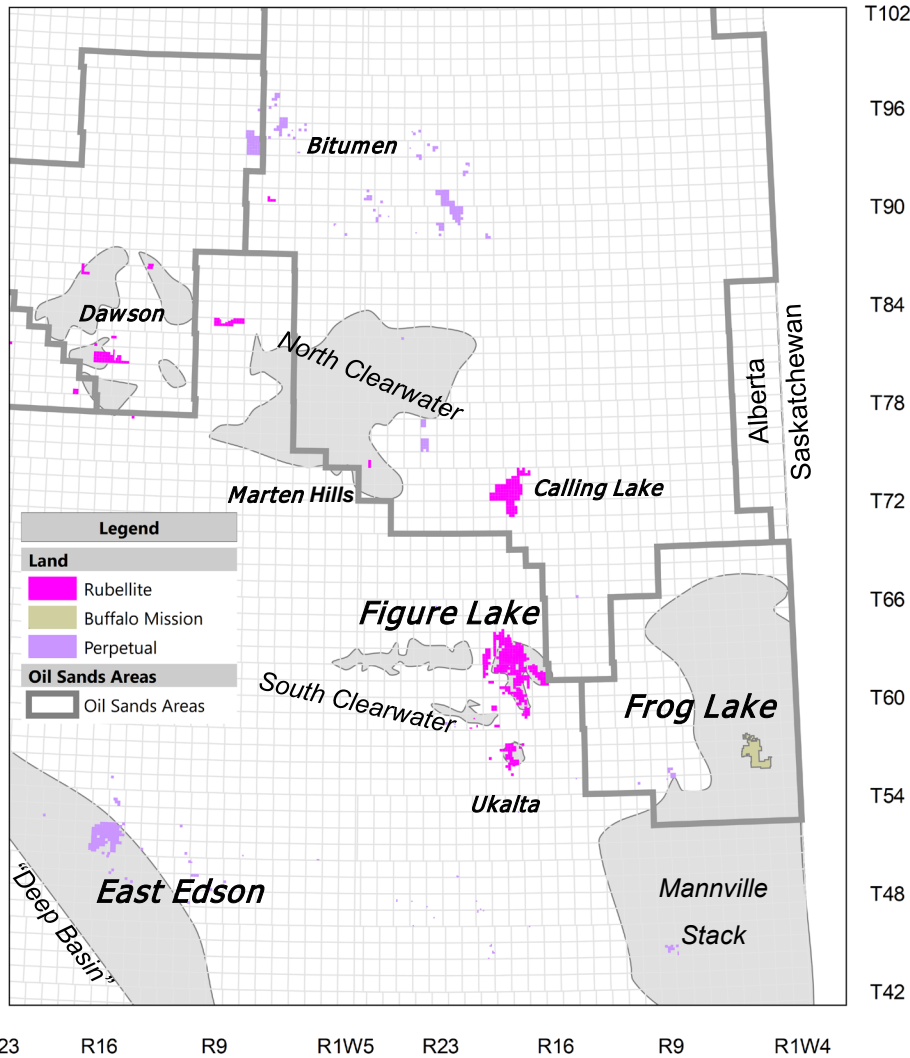 T102
T96
Bitumen
T90
T84
Dawson
North Clearwater
Alberta
Saskatchewan
T78
Marten Hills
Calling Lake
T72
Legend
Land
Rubellite
Buffalo Mission
Perpetual
Oil Sands Areas
Oil Sands Areas
T66
Figure Lake
South Clearwater
Frog Lake
T60
Ukalta
T54
East Edson
"Deep Basin"
Mannville
Stack
T48
T42
23 R16 R9 R1W5 R23 R16 R9 R1W4